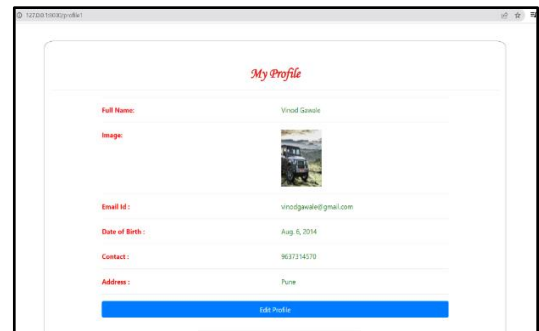 127.0.0.1:8000/profile1
My Profile
Full Name: Vinod Gawale
Image:
Email Id : vinodgawale@gmail.com
Date of Birth : Aug. 6, 2014
Contact : 9637314570
Address : Pune
Edit Profile